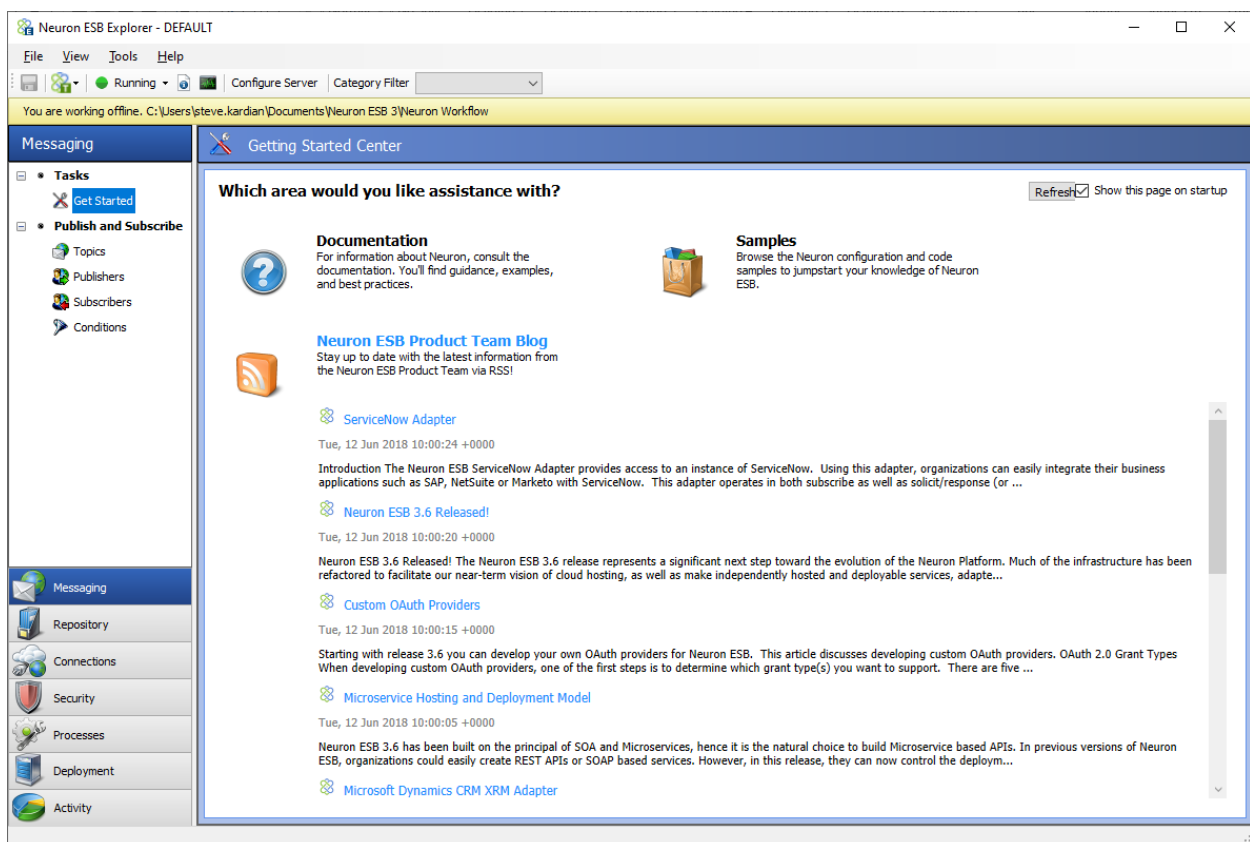 Neuron ESB Explorer - DEFAULT
File View Tools Help
Running Configure Server Category Filter
You are working offline. C:\Users\steve.kardian\Documents\Neuron ESB 3\Neuron Workflow
Messaging
Tasks
Get Started
Publish and Subscribe
Topics
Publishers
Subscribers
Conditions
Messaging
Repository
Connections
Security
Processes
Deployment
Activity
Getting Started Center
Which area would you like assistance with?
Refresh Show this page on startup
Documentation
For information about Neuron, consult the
documentation. You'll find guidance, examples,
and best practices.
Samples
Browse the Neuron configuration and code
samples to jumpstart your knowledge of Neuron
ESB.
Neuron ESB Product Team Blog
Stay up to date with the latest information from
the Neuron ESB Product Team via RSS!
ServiceNow Adapter
Tue, 12 Jun 2018 10:00:24 +0000
Introduction The Neuron ESB ServiceNow Adapter provides access to an instance of ServiceNow. Using this adapter, organizations can easily integrate their business
applications such as SAP, NetSuite or Marketo with ServiceNow. This adapter operates in both subscribe as well as solicit/response (or ...
Neuron ESB 3.6 Released!
Tue, 12 Jun 2018 10:00:20 +0000
Neuron ESB 3.6 Released! The Neuron ESB 3.6 release represents a significant next step toward the evolution of the Neuron Platform. Much of the infrastructure has been
refactored to facilitate our near-term vision of cloud hosting, as well as make independently hosted and deployable services, adapte...
Custom OAuth Providers
Tue, 12 Jun 2018 10:00:15 +0000
Starting with release 3.6 you can develop your own OAuth providers for Neuron ESB. This article discusses developing custom OAuth providers. OAuth 2.0 Grant Types
When developing custom OAuth providers, one of the first steps is to determine which grant type(s) you want to support. There are five ...
Microservice Hosting and Deployment Model
Tue, 12 Jun 2018 10:00:05 +0000
Neuron ESB 3.6 has been built on the principal of SOA and Microservices, hence it is the natural choice to build Microservice based APIs. In previous versions of Neuron
ESB, organizations could easily create REST APIs or SOAP based services. However, in this release, they can now control the deploym...
Microsoft Dynamics CRM XRM Adapter